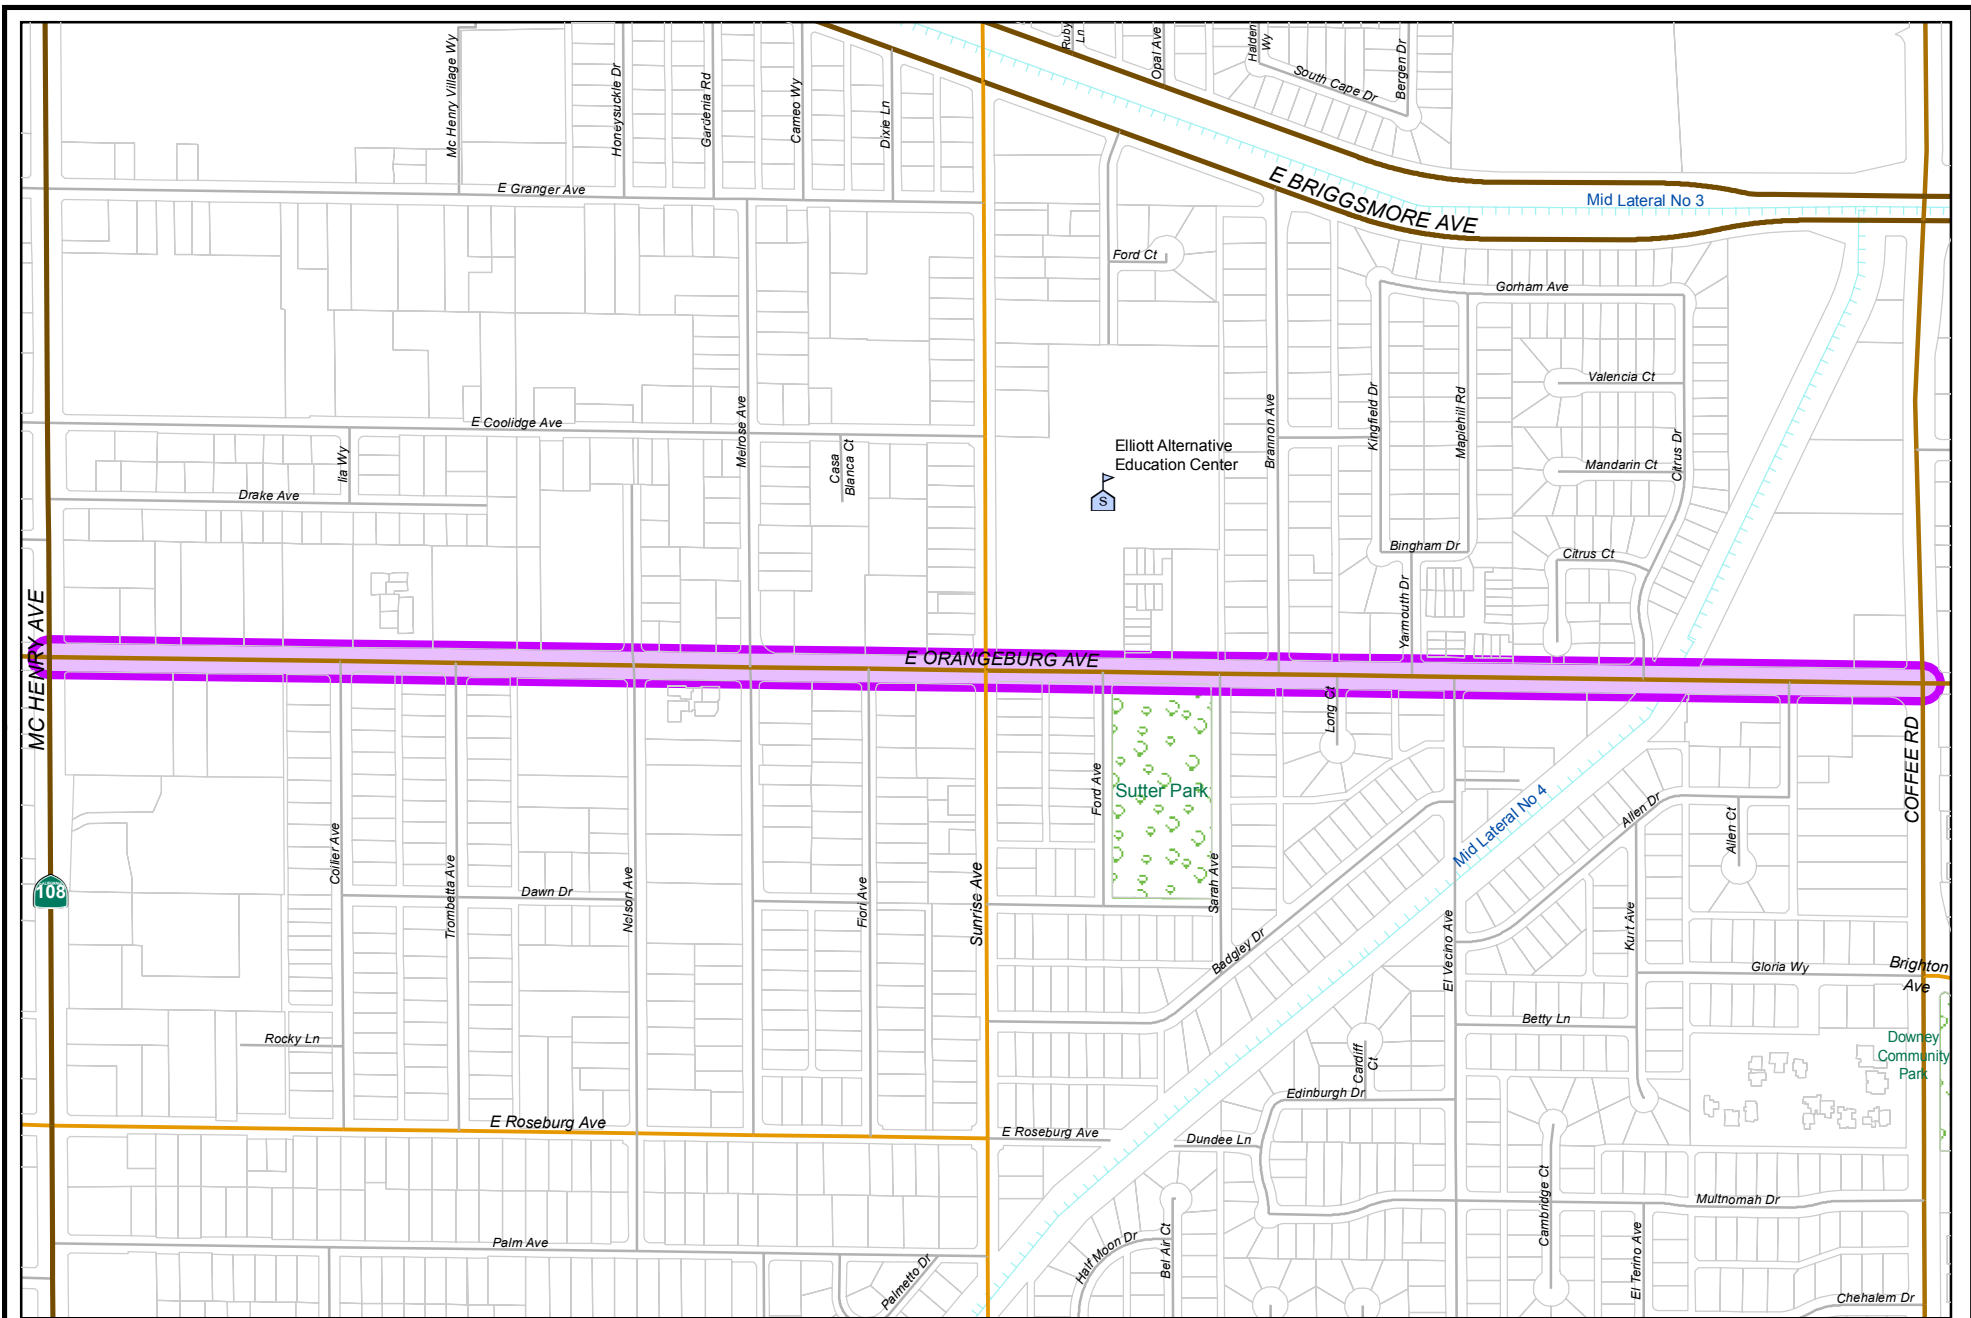 Mc Henry Village Wy
Honeysuckle Dr
Gardenia Rd
Cameo Wy
Dixie Ln
Ruby
Ln
Opal Ave
Halden
Wy
South Cape Dr
Bergen Dr
E Granger Ave
E BRIGGSMORE AVE
Mid Lateral No 3
Ford Ct
Gorham Ave
Valencia Ct
Kingfield Dr
Maplehill Rd
Brannon Ave
Melrose Ave
E Coolidge Ave
Casa
Blanca Ct
Elliott Alternative
Education Center
S
Mandarin Ct
Citrus Dr
Ila Wy
Drake Ave
Bingham Dr
Citrus Ct
Yarmouth Dr
MC HENRY AVE
E ORANGEBURG AVE
Long Ct
COFFEE RD
Ford Ave
Sutter Park
Mid Lateral No 4
Allen Dr
Allen Ct
Collier Ave
Trombetta Ave
Dawn Dr
Nelson Ave
Fiori Ave
Sunrise Ave
Sarah Ave
108
Badgley Dr
El Vecino Ave
Kurt Ave
Gloria Wy
Brighton
Ave
Rocky Ln
Betty Ln
Cardiff
Ct
Downey
Community
Park
Edinburgh Dr
E Roseburg Ave
E Roseburg Ave
Dundee Ln
Cambridge Ct
Multnomah Dr
Palm Ave
Palmetto Dr
Half Moon Dr
Bel Air Ct
El Terino Ave
Chehalem Dr